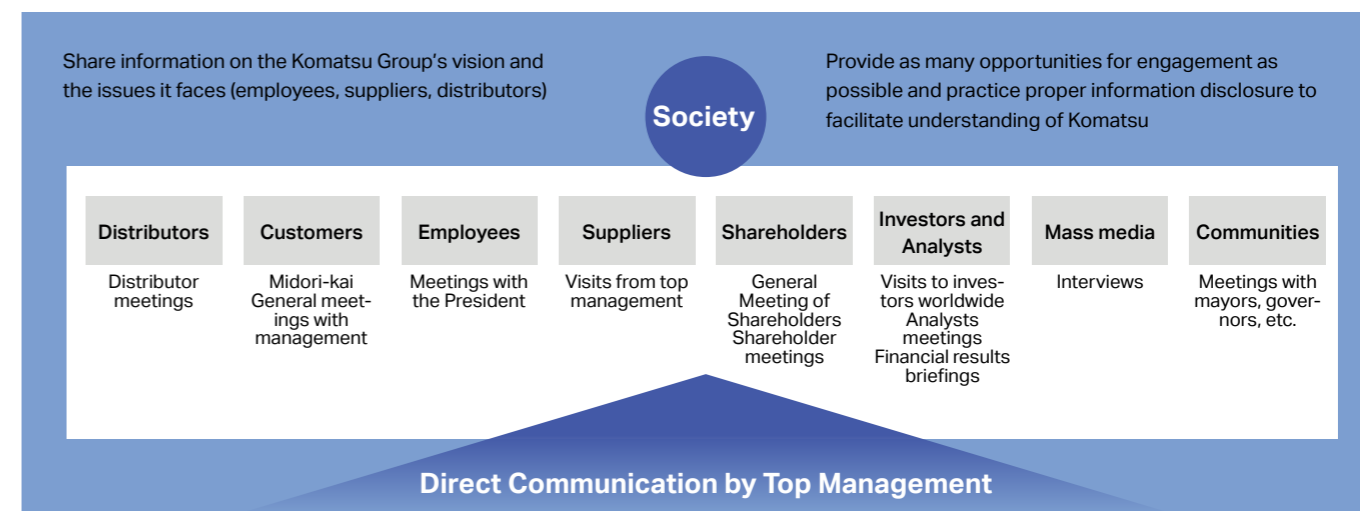 Share information on the Komatsu Group's vision and
the issues it faces (employees, suppliers, distributors)
Society
Provide as many opportunities for engagement as
possible and practice proper information disclosure to
facilitate understanding of Komatsu
Distributors
Distributor
meetings
Customers
Midori-kai
General meet-
ings with
management
Employees
Meetings with
the President
Suppliers
Visits from top
management
Shareholders
General
Meeting of
Shareholders
Shareholder
meetings
Investors and
Analysts
Visits to inves-
tors worldwide
Analysts
meetings
Financial results
briefings
Mass media
Interviews
Communities
Meetings with
mayors, gover-
nors, etc.
Direct Communication by Top Management